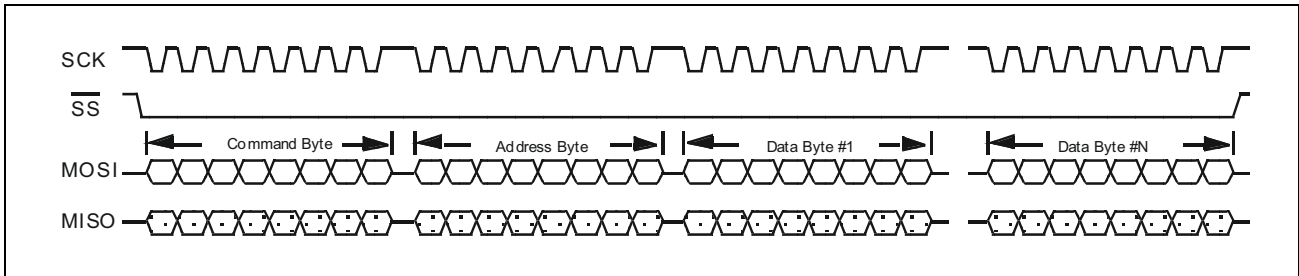 SCK
SS
Command Byte
Address Byte
Data Byte #1
Data Byte #N
MOSI
MISO